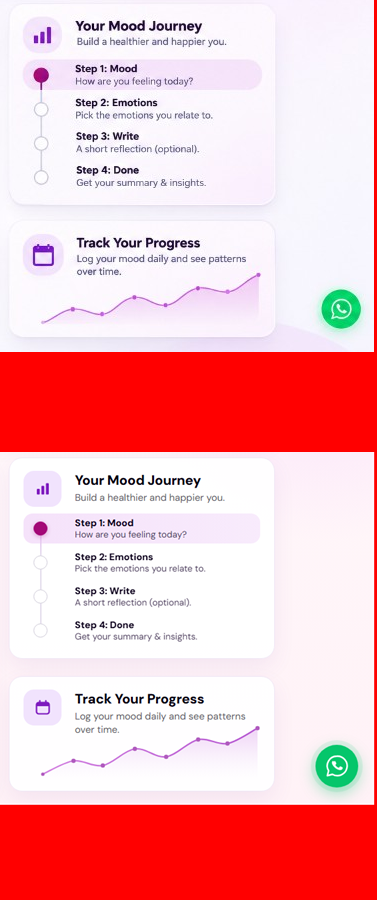 Your Mood Journey
Build a healthier and happier you.
Step 1: Mood
How are you feeling today?
Step 2: Emotions
Pick the emotions you relate to.
Step 3: Write
A short reflection (optional).
Step 4: Done
Get your summary & insights.
Track Your Progress
Log your mood daily and see patterns
over time.
Your Mood Journey
Build a healthier and happier you.
Step 1: Mood
How are you feeling today?
Step 2: Emotions
Pick the emotions you relate to.
Step 3: Write
A short reflection (optional).
Step 4: Done
Get your summary & insights.
Track Your Progress
Log your mood daily and see patterns
over time.